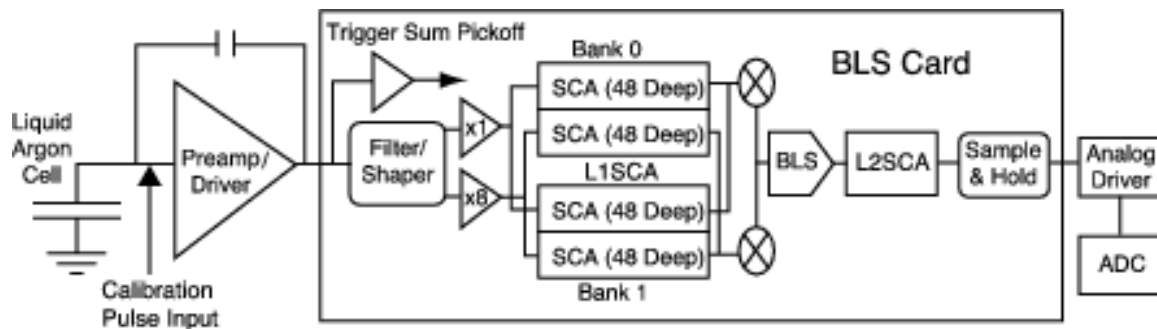 Trigger Sum Pickoff
Bank 0
BLS Card
SCA (48 Deep)
SCA (48 Deep)
x1
x8
Liquid
Argon
Cell
Preamp/
Driver
Filter/
Shaper
L1SCA
SCA (48 Deep)
SCA (48 Deep)
Bank 1
BLS
L2SCA
Sample
& Hold
Analog
Driver
ADC
Calibration
Pulse Input